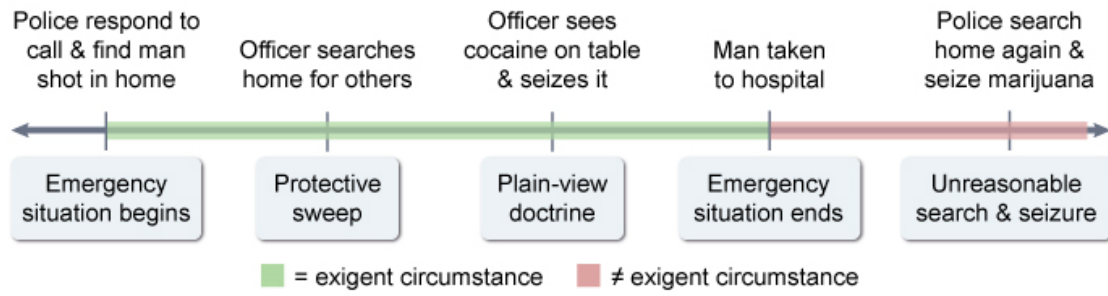 Police respond to
call & find man
shot in home
Officer searches
home for others
Officer sees
cocaine on table
& seizes it
Man taken
to hospital
Police search
home again &
seize marijuana
Emergency
situation begins
Protective
sweep
Plain-view
doctrine
Emergency
situation ends
Unreasonable
search & seizure
= exigent circumstance
≠ exigent circumstance